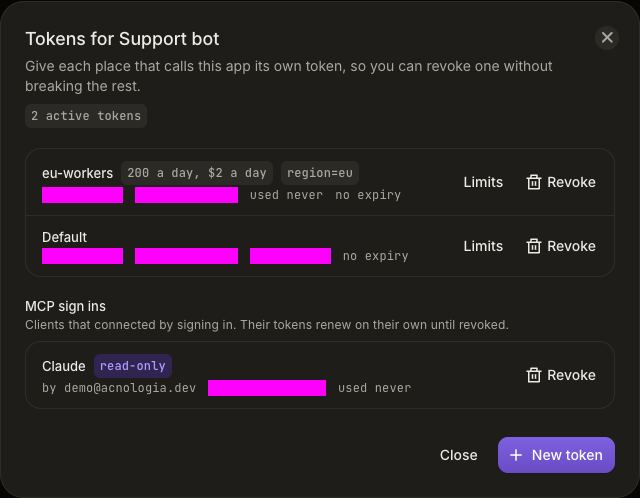 Tokens for Support bot
Give each place that calls this app its own token, so you can revoke one without
breaking the rest.
2 active tokens
eu-workers 200 a day, $2 a day region=eu
used never no expiry
Limits Revoke
Default
no expiry
Limits Revoke
MCP sign ins
Clients that connected by signing in. Their tokens renew on their own until revoked.
Claude read-only
by demo@acnologia.dev used never
Revoke
Close + New token